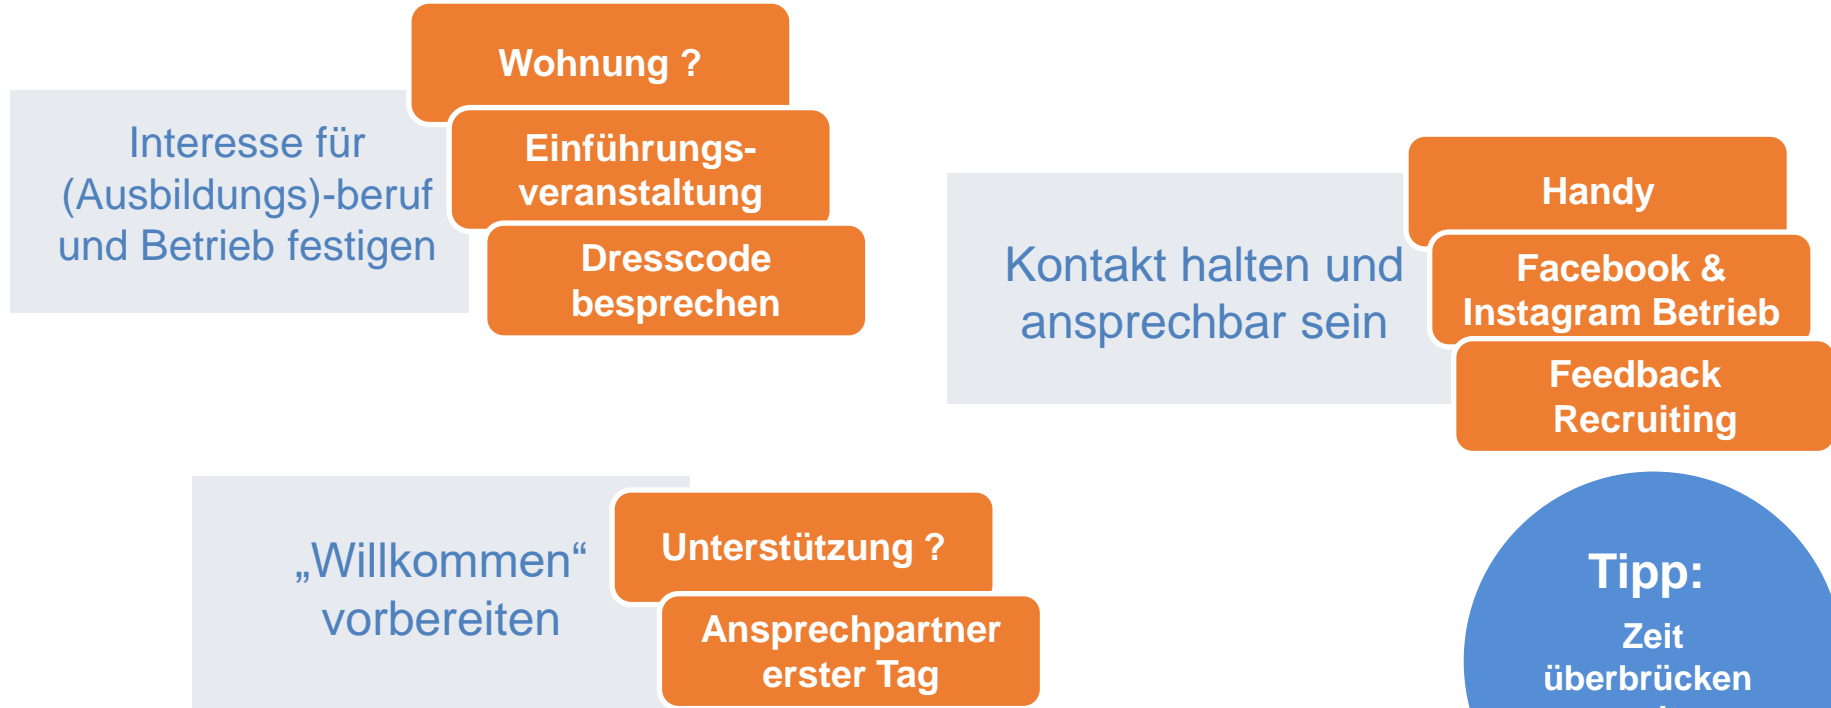 Wohnung ?
Interesse für
(Ausbildungs)-beruf
und Betrieb festigen
Einführungs-
veranstaltung
Dresscode
besprechen
Kontakt halten und
ansprechbar sein
Handy
Facebook &
Instagram Betrieb
Feedback
Recruiting
„Willkommen“
vorbereiten
Unterstützung ?
Ansprechpartner
erster Tag
Tipp:
Zeit
überbrücken